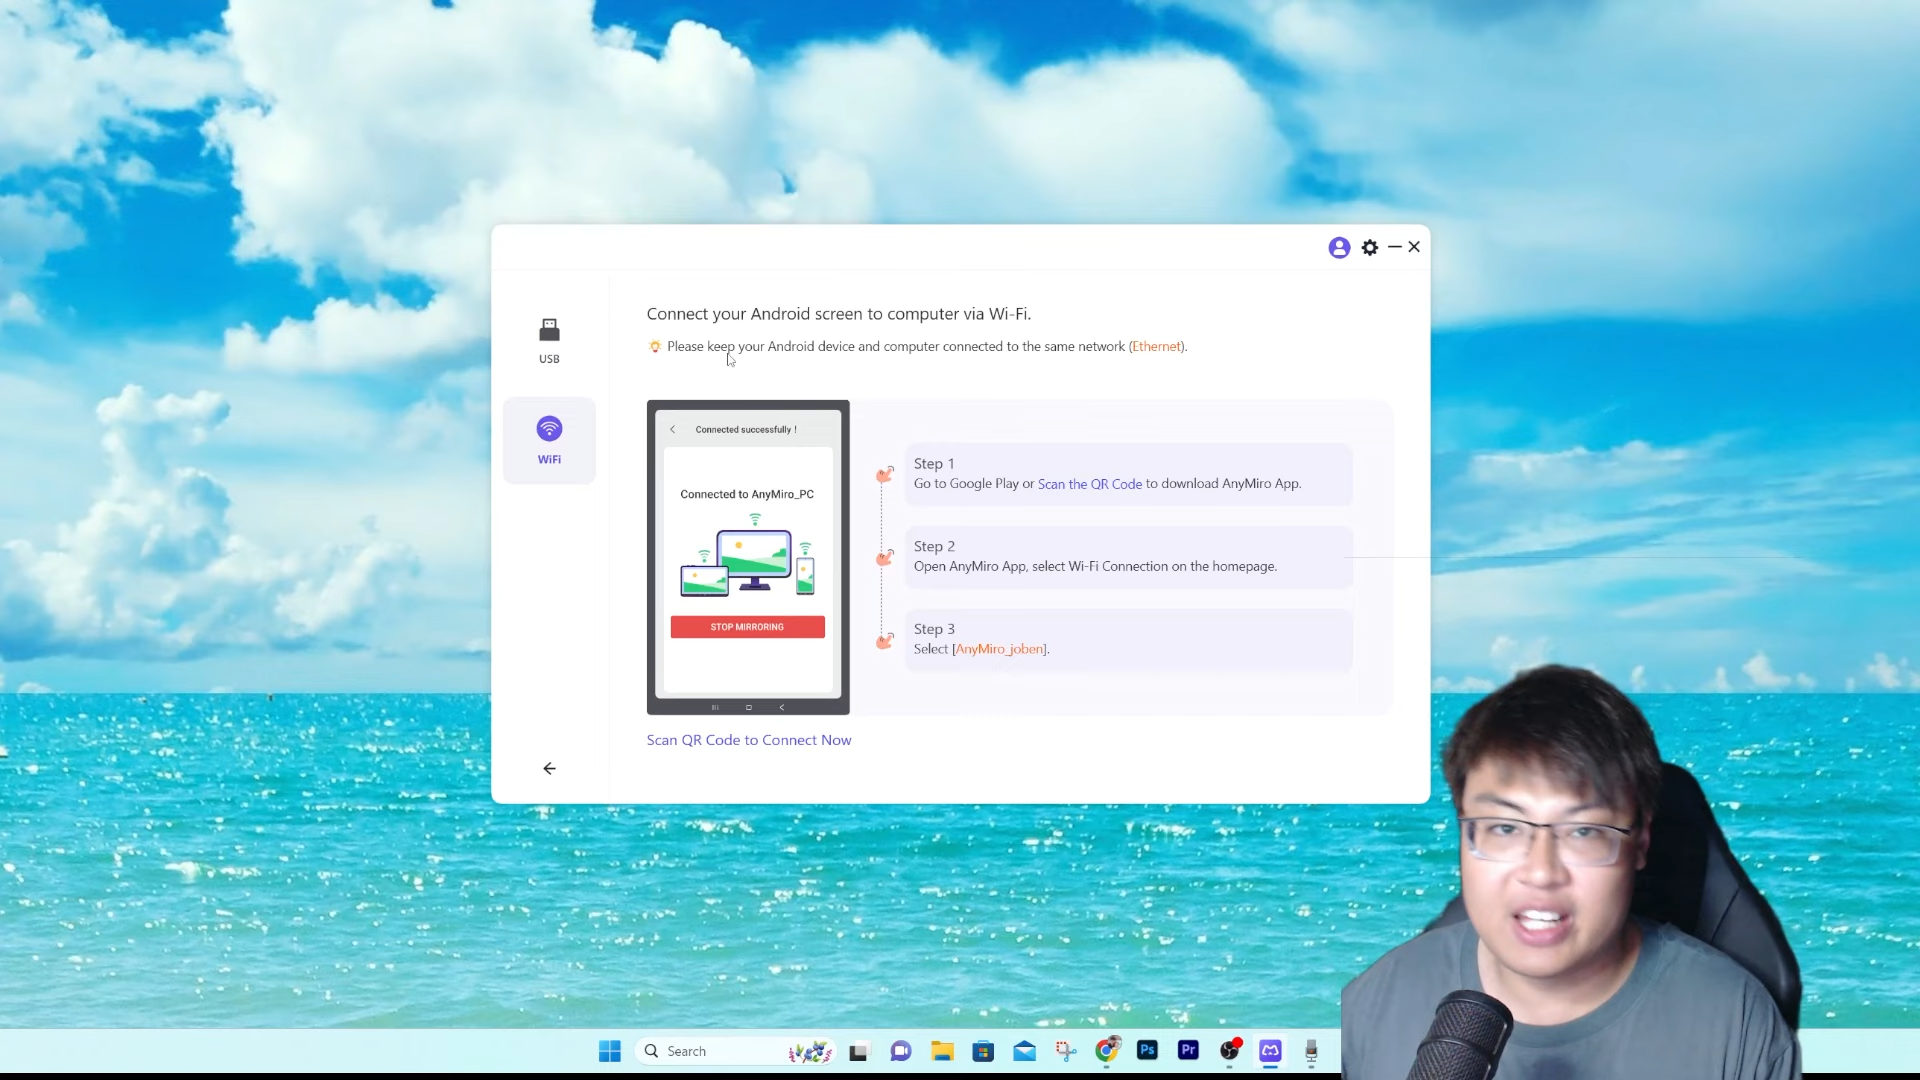 Connect your Android screen to computer via Wi-Fi.
Please keep your Android device and computer connected to the same network (Ethernet).
USB
WiFi
Connected successfully !
Connected to AnyMiro_PC
STOP MIRRORING
Step 1
Go to Google Play or Scan the QR Code to download AnyMiro App.
Step 2
Open AnyMiro App, select Wi-Fi Connection on the homepage.
Step 3
Select [AnyMiro_joben].
Scan QR Code to Connect Now
Search
Ps
Pr